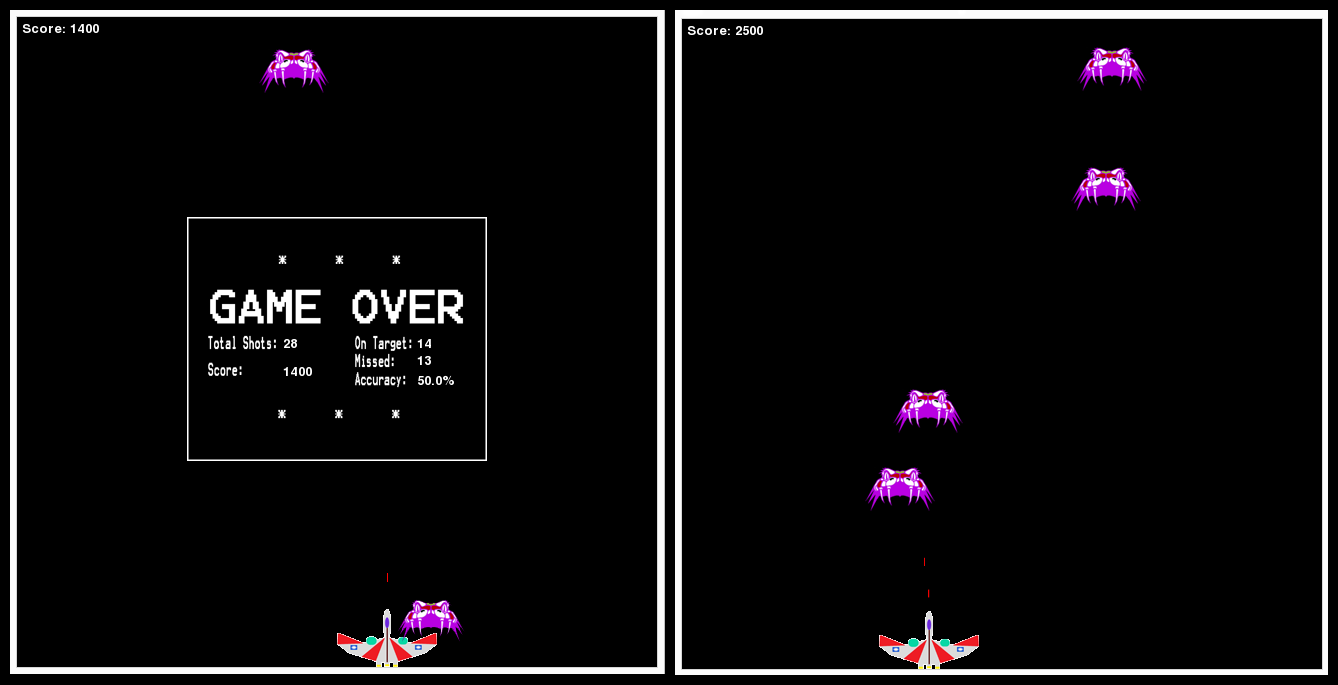 Score: 1400
* * *
GAME OVER
Total Shots: 28 On Target: 14
Missed: 13
Score: 1400
Accuracy: 50.0%
* * *
Score: 2500